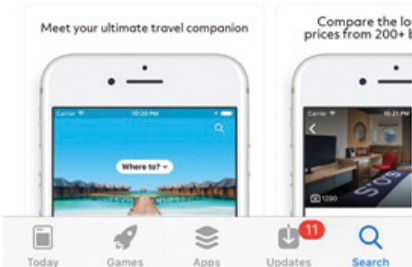 Meet your ultimate travel companion
Compare the lo
prices from 200+ b
Carrier 10:20 PM
Carrier 10:21 PM
Where to?
1290
11
Today Games Apps Updates Search